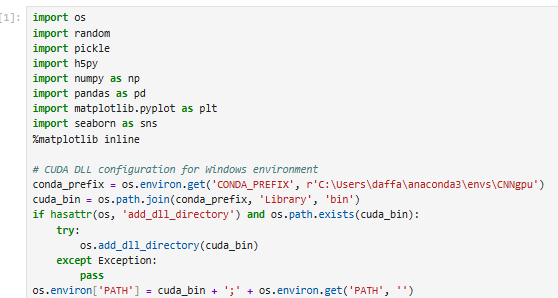 [1]:
import os
import random
import pickle
import h5py
import numpy as np
import pandas as pd
import matplotlib.pyplot as plt
import seaborn as sns
%matplotlib inline

# CUDA DLL configuration for Windows environment
conda_prefix = os.environ.get('CONDA_PREFIX', r'C:\Users\daffa\anaconda3\envs\CNNgpu')
cuda_bin = os.path.join(conda_prefix, 'Library', 'bin')
if hasattr(os, 'add_dll_directory') and os.path.exists(cuda_bin):
    try:
        os.add_dll_directory(cuda_bin)
    except Exception:
        pass
os.environ['PATH'] = cuda_bin + ';' + os.environ.get('PATH', '')